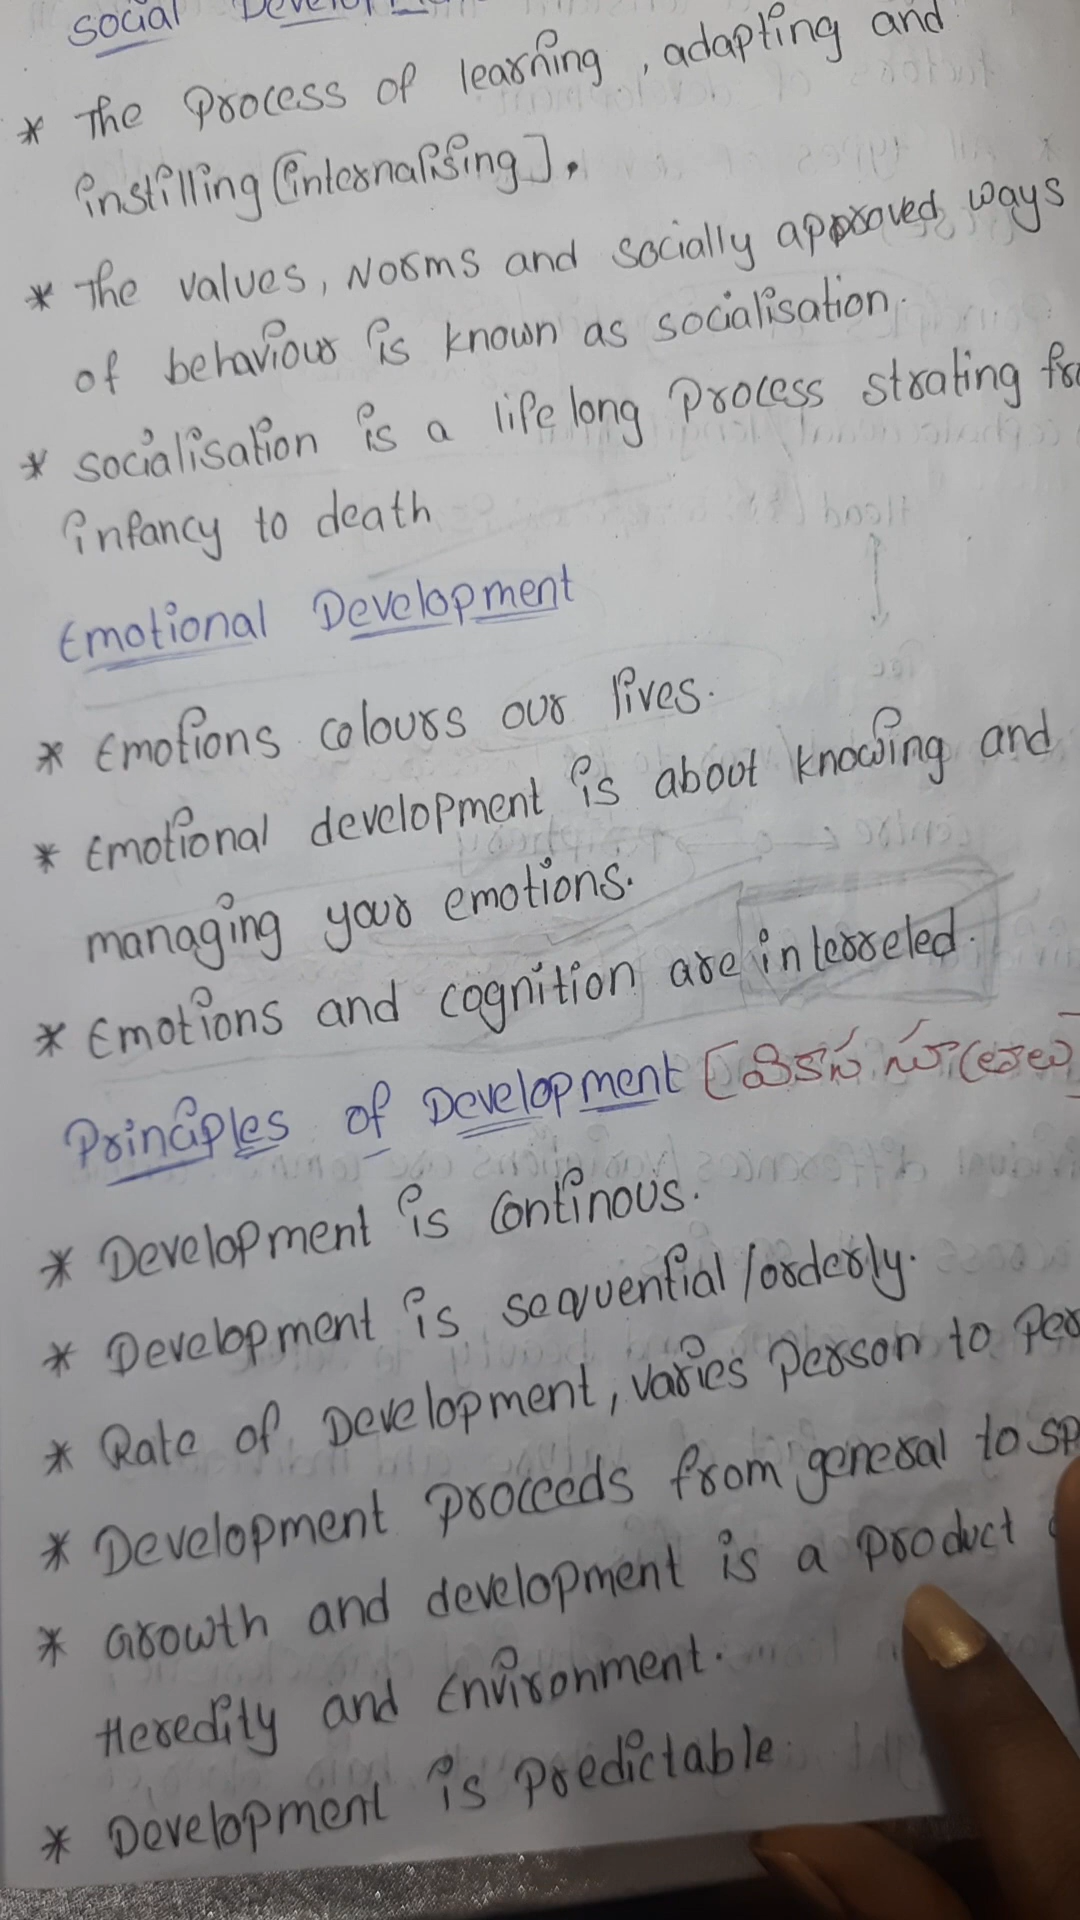 Social
* The Process of learning, adapting and
instilling [internalising].
* The values, Norms and socially approved ways
of behaviour is known as socialisation.
* socialisation is a life long Process strating
infancy to death
Emotional Development
* Emotions colours our lives.
* Emotional development is about knowing and
managing your emotions.
* Emotions and cognition are interreled.
Principles of Development [వికాస సూత్రాలు]
* Development is Continous.
* Development is sequential/orderly.
* Rate of Development, varies Person to
* Development Proceeds from general to
* Growth and development is a Product
Heredity and Environment.
* Development is Predictable